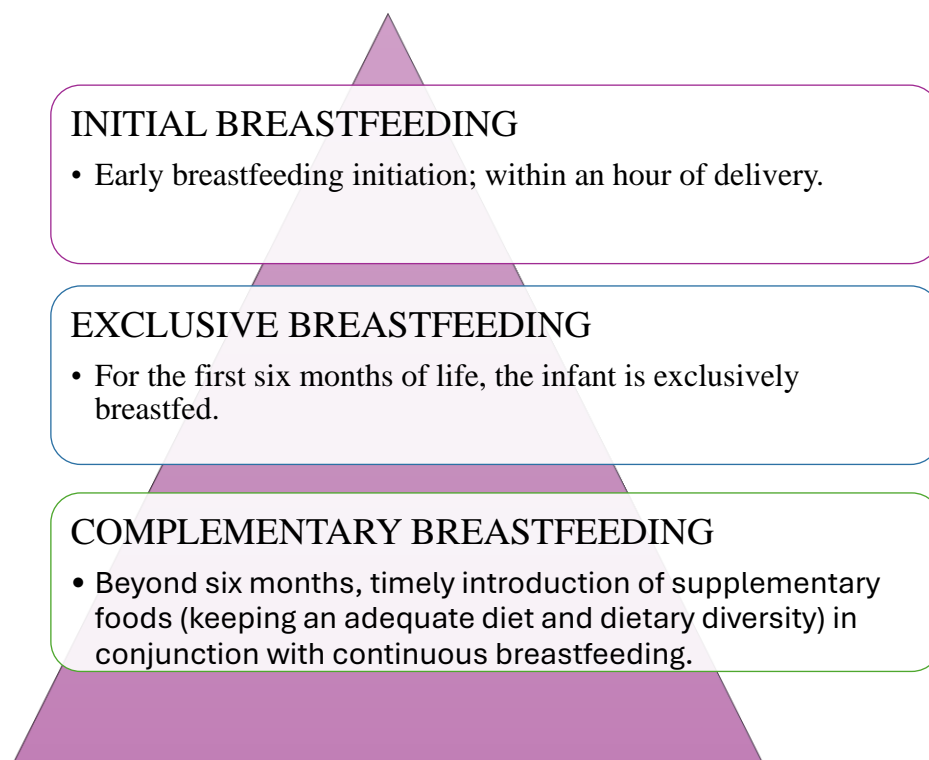 INITIAL BREASTFEEDING
• Early breastfeeding initiation; within an hour of delivery.
EXCLUSIVE BREASTFEEDING
• For the first six months of life, the infant is exclusively
breastfed.
COMPLEMENTARY BREASTFEEDING
• Beyond six months, timely introduction of supplementary
foods (keeping an adequate diet and dietary diversity) in
conjunction with continuous breastfeeding.